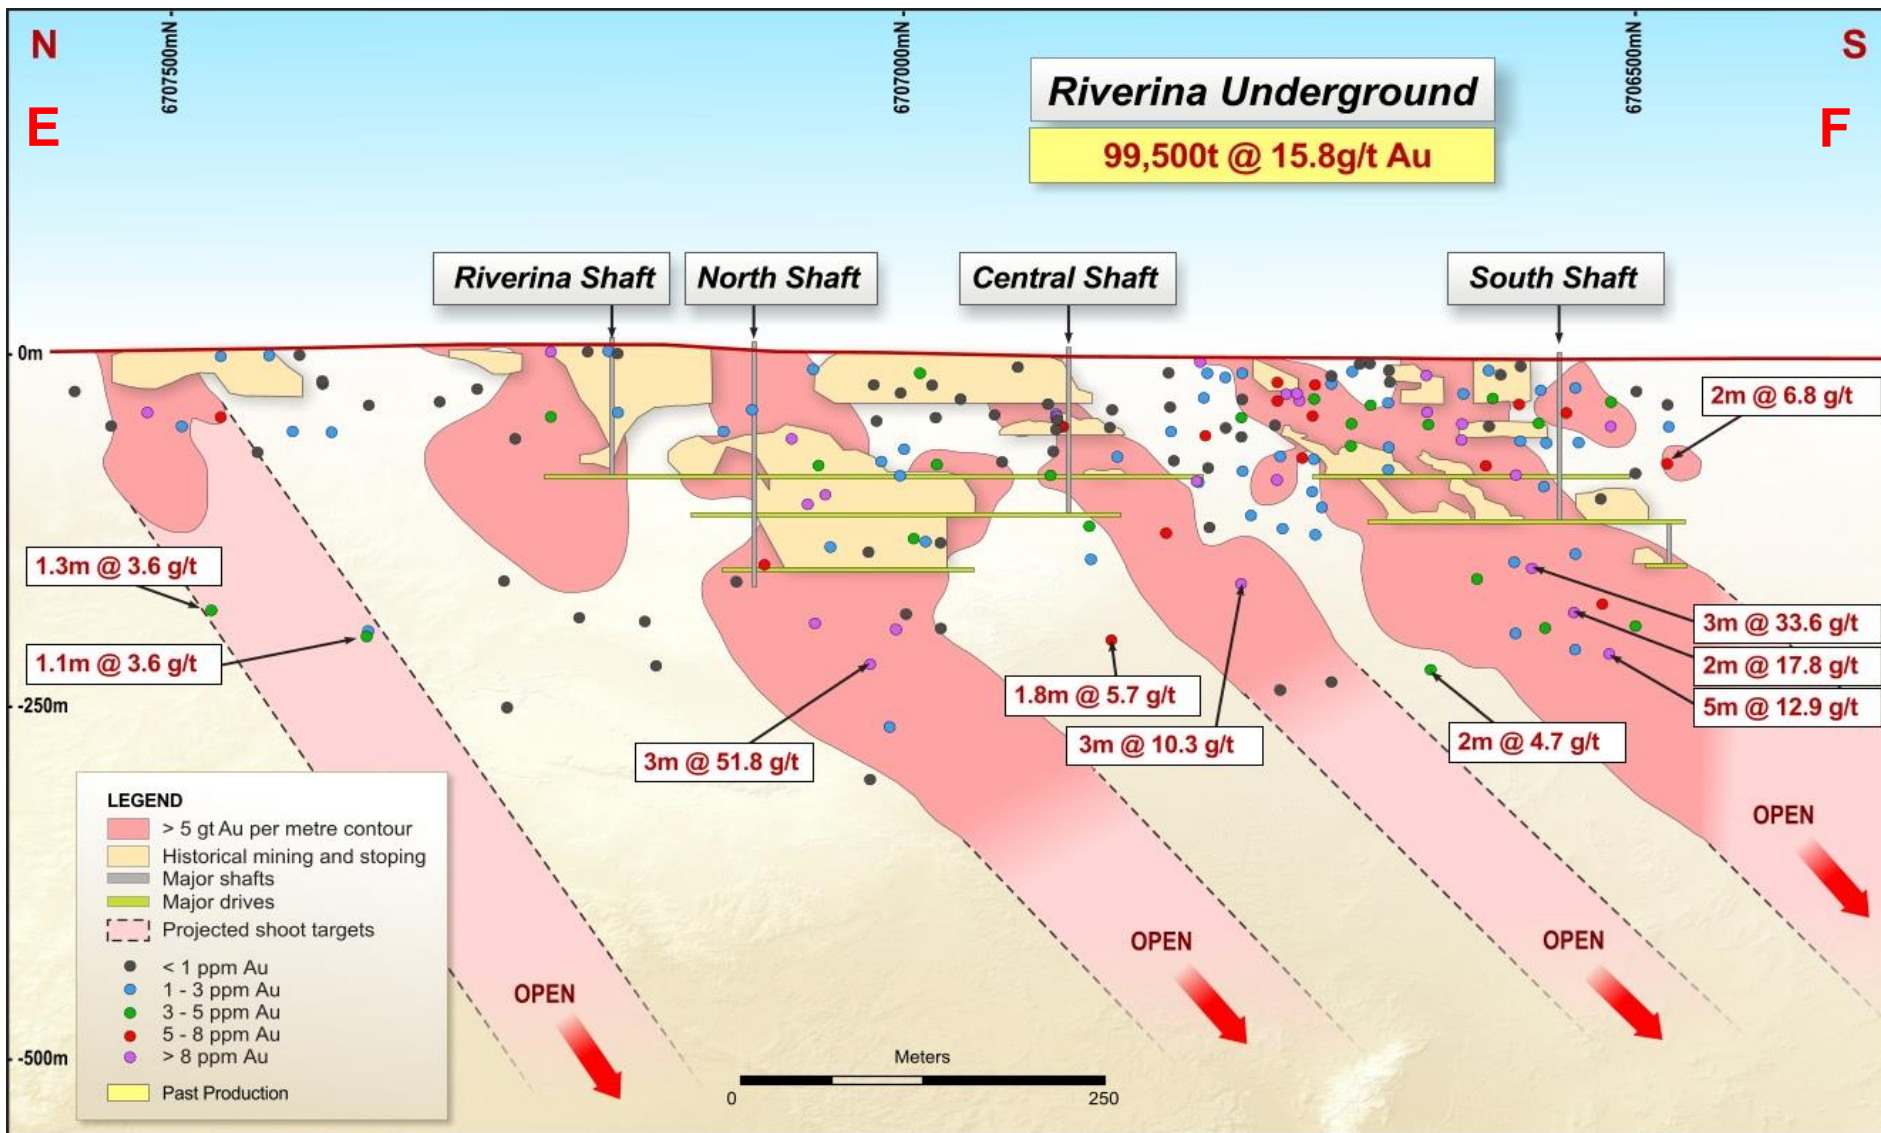 N
6707500mN
6707000mN
6706500mN
S
E
F
Riverina Underground
99,500t @ 15.8g/t Au
Riverina Shaft
North Shaft
Central Shaft
South Shaft
0m
2m @ 6.8 g/t
1.3m @ 3.6 g/t
1.1m @ 3.6 g/t
3m @ 33.6 g/t
2m @ 17.8 g/t
5m @ 12.9 g/t
-250m
1.8m @ 5.7 g/t
3m @ 10.3 g/t
2m @ 4.7 g/t
3m @ 51.8 g/t
LEGEND
> 5 gt Au per metre contour
Historical mining and stoping
Major shafts
Major drives
Projected shoot targets
< 1 ppm Au
1 - 3 ppm Au
3 - 5 ppm Au
5 - 8 ppm Au
> 8 ppm Au
Past Production
OPEN
OPEN
OPEN
OPEN
-500m
Meters
0
250